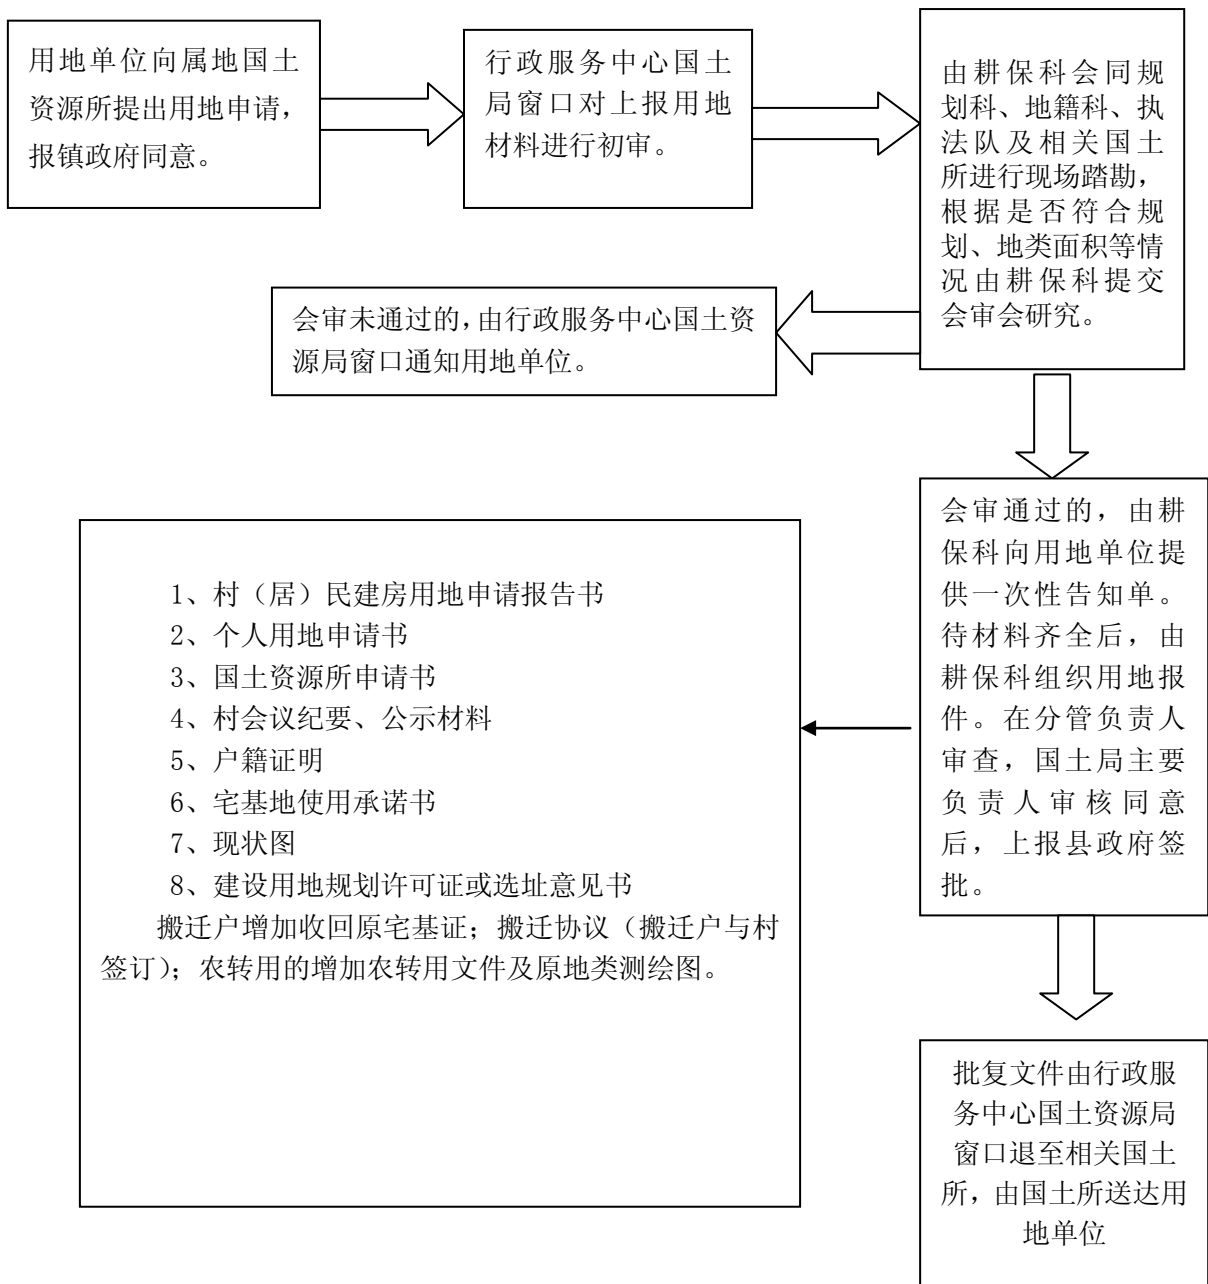 用地单位向属地国土
资源所提出用地申请，
报镇政府同意。
行政服务中心国土
局窗口对上报用地
材料进行初审。
由耕保科会同规
划科、地籍科、执
法队及相关国土
所进行现场踏勘，
根据是否符合规
划、地类面积等情
况由耕保科提交
会审会研究。
会审未通过的，由行政服务中心国土资
源局窗口通知用地单位。
会审通过的，由耕
保科向用地单位提
供一次性告知单。
待材料齐全后，由
耕保科组织用地报
件。在分管负责人
审查，国土局主要
负责人审核同意
后，上报县政府签
批。
1、村（居）民建房用地申请报告书
2、个人用地申请书
3、国土资源所申请书
4、村会议纪要、公示材料
5、户籍证明
6、宅基地使用承诺书
7、现状图
8、建设用地规划许可证或选址意见书
搬迁户增加收回原宅基证；搬迁协议（搬迁户与村
签订）；农转用的增加农转用文件及原地类测绘图。
批复文件由行政服
务中心国土资源局
窗口退至相关国土
所，由国土所送达用
地单位